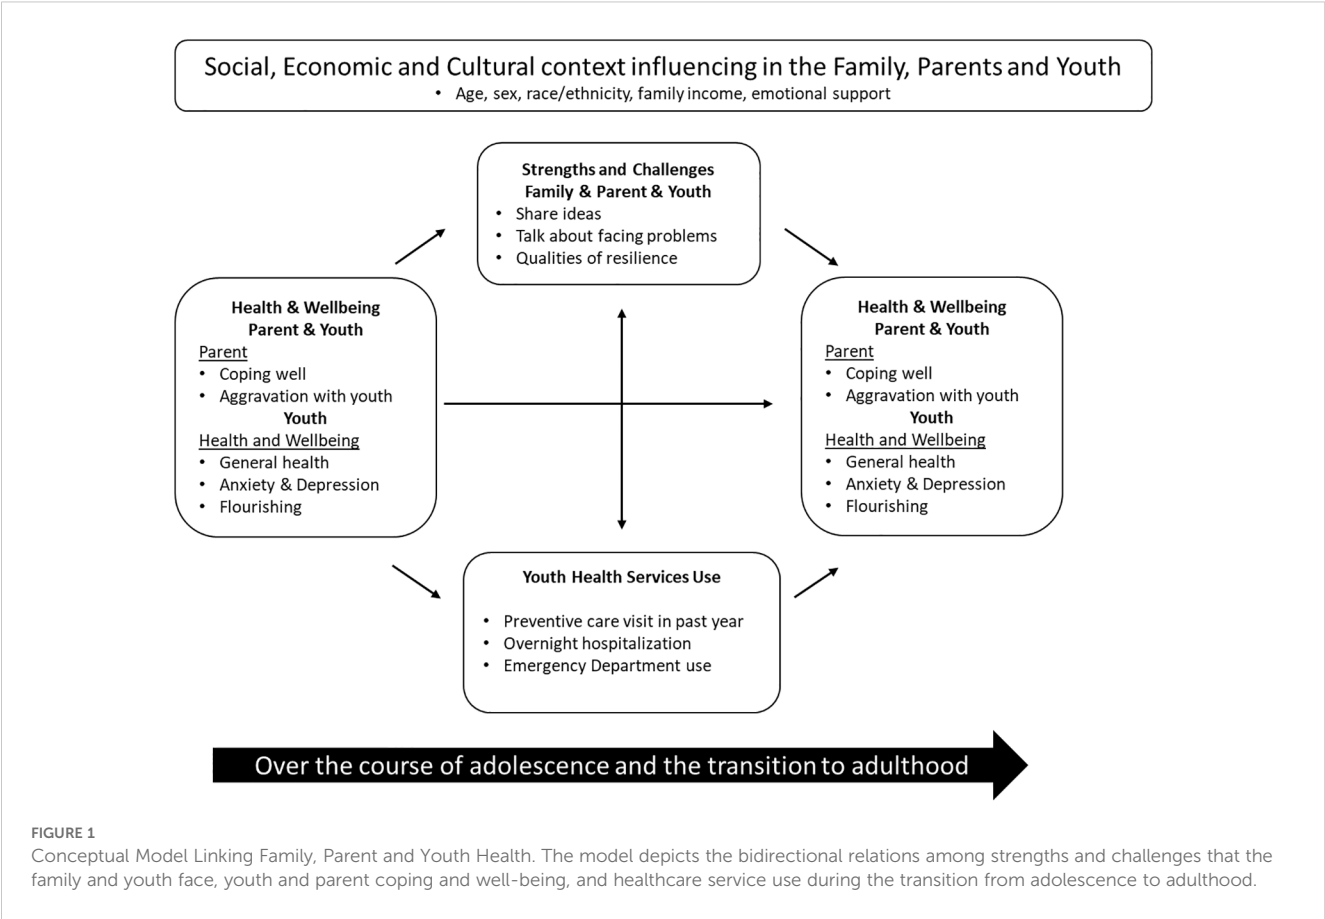 Social, Economic and Cultural context influencing in the Family, Parents and Youth
• Age, sex, race/ethnicity, family income, emotional support
Strengths and Challenges
Family & Parent & Youth
• Share ideas
• Talk about facing problems
• Qualities of resilience
Health & Wellbeing
Parent & Youth
Parent
• Coping well
• Aggravation with youth
Youth
Health and Wellbeing
• General health
• Anxiety & Depression
• Flourishing
Health & Wellbeing
Parent & Youth
Parent
• Coping well
• Aggravation with youth
Youth
Health and Wellbeing
• General health
• Anxiety & Depression
• Flourishing
Youth Health Services Use
• Preventive care visit in past year
• Overnight hospitalization
• Emergency Department use
Over the course of adolescence and the transition to adulthood
FIGURE 1
Conceptual Model Linking Family, Parent and Youth Health. The model depicts the bidirectional relations among strengths and challenges that the
family and youth face, youth and parent coping and well-being, and healthcare service use during the transition from adolescence to adulthood.